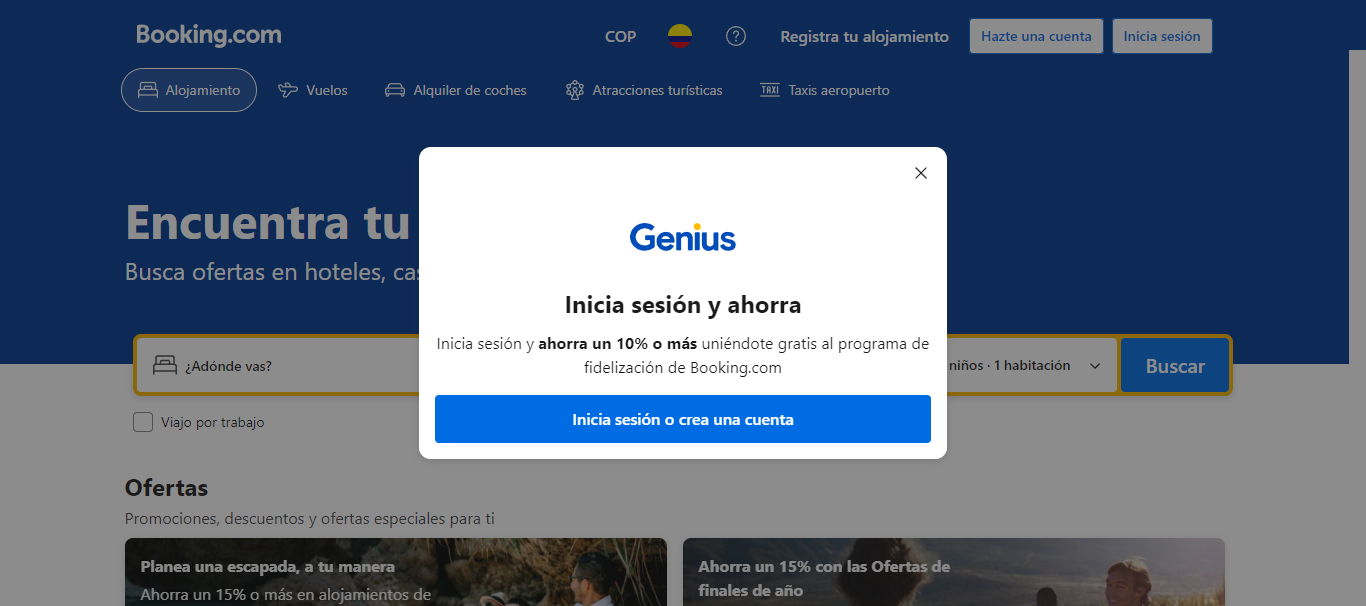 Booking.com
COP
Registra tu alojamiento
Hazte una cuenta
Inicia sesión
Alojamiento
Vuelos
Alquiler de coches
Atracciones turísticas
TAXI
Taxis aeropuerto
Encuentra tu
Busca ofertas en hoteles, cas
Genius
Inicia sesión y ahorra
Inicia sesión y ahorra un 10% o más uniéndote gratis al programa de
fidelización de Booking.com
Inicia sesión o crea una cuenta
¿Adónde vas?
niños · 1 habitación
Buscar
Viajo por trabajo
Ofertas
Promociones, descuentos y ofertas especiales para ti
Planea una escapada, a tu manera
Ahorra un 15% o más en alojamientos de
Ahorra un 15% con las Ofertas de
finales de año